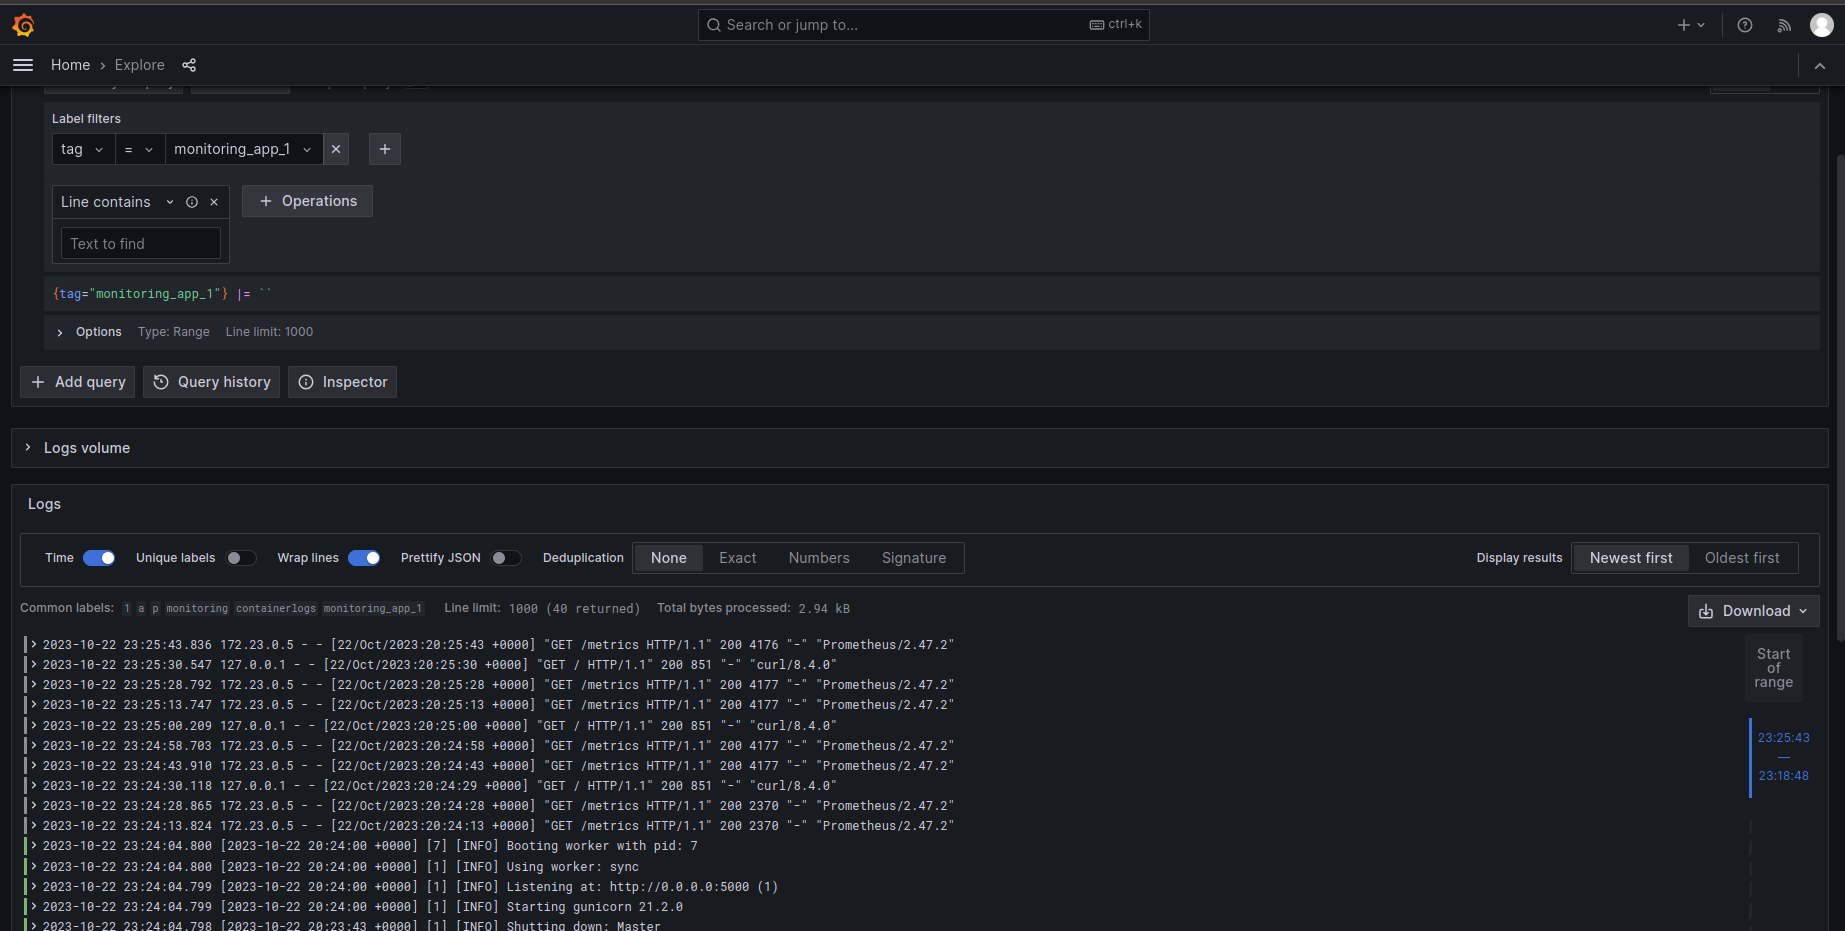 Search or jump to...
ctrl+k
Home
Explore
Label filters
tag
=
monitoring_app_1
Line contains
Operations
Text to find
{tag="monitoring_app_1"} |= ``
Options Type: Range Line limit: 1000
Add query
Query history
Inspector
Logs volume
Logs
Time
Unique labels
Wrap lines
Prettify JSON
Deduplication
None
Exact
Numbers
Signature
Display results
Newest first
Oldest first
Common labels: 1 a p monitoring containerlogs monitoring_app_1 Line limit: 1000 (40 returned) Total bytes processed: 2.94 kB
Download
2023-10-22 23:25:43.836 172.23.0.5 - - [22/Oct/2023:20:25:43 +0000] "GET /metrics HTTP/1.1" 200 4176 "-" "Prometheus/2.47.2"
2023-10-22 23:25:30.547 127.0.0.1 - - [22/Oct/2023:20:25:30 +0000] "GET / HTTP/1.1" 200 851 "-" "curl/8.4.0"
2023-10-22 23:25:28.792 172.23.0.5 - - [22/Oct/2023:20:25:28 +0000] "GET /metrics HTTP/1.1" 200 4177 "-" "Prometheus/2.47.2"
2023-10-22 23:25:13.747 172.23.0.5 - - [22/Oct/2023:20:25:13 +0000] "GET /metrics HTTP/1.1" 200 4177 "-" "Prometheus/2.47.2"
2023-10-22 23:25:00.209 127.0.0.1 - - [22/Oct/2023:20:25:00 +0000] "GET / HTTP/1.1" 200 851 "-" "curl/8.4.0"
2023-10-22 23:24:58.703 172.23.0.5 - - [22/Oct/2023:20:24:58 +0000] "GET /metrics HTTP/1.1" 200 4177 "-" "Prometheus/2.47.2"
2023-10-22 23:24:43.910 172.23.0.5 - - [22/Oct/2023:20:24:43 +0000] "GET /metrics HTTP/1.1" 200 4177 "-" "Prometheus/2.47.2"
2023-10-22 23:24:30.118 127.0.0.1 - - [22/Oct/2023:20:24:29 +0000] "GET / HTTP/1.1" 200 851 "-" "curl/8.4.0"
2023-10-22 23:24:28.865 172.23.0.5 - - [22/Oct/2023:20:24:28 +0000] "GET /metrics HTTP/1.1" 200 2370 "-" "Prometheus/2.47.2"
2023-10-22 23:24:13.824 172.23.0.5 - - [22/Oct/2023:20:24:13 +0000] "GET /metrics HTTP/1.1" 200 2370 "-" "Prometheus/2.47.2"
2023-10-22 23:24:04.800 [2023-10-22 20:24:00 +0000] [7] [INFO] Booting worker with pid: 7
2023-10-22 23:24:04.800 [2023-10-22 20:24:00 +0000] [1] [INFO] Using worker: sync
2023-10-22 23:24:04.799 [2023-10-22 20:24:00 +0000] [1] [INFO] Listening at: http://0.0.0.0:5000 (1)
2023-10-22 23:24:04.799 [2023-10-22 20:24:00 +0000] [1] [INFO] Starting gunicorn 21.2.0
2023-10-22 23:24:04.798 [2023-10-22 20:23:43 +0000] [1] [INFO] Shutting down: Master
Start
of
range
23:25:43
—
23:18:48